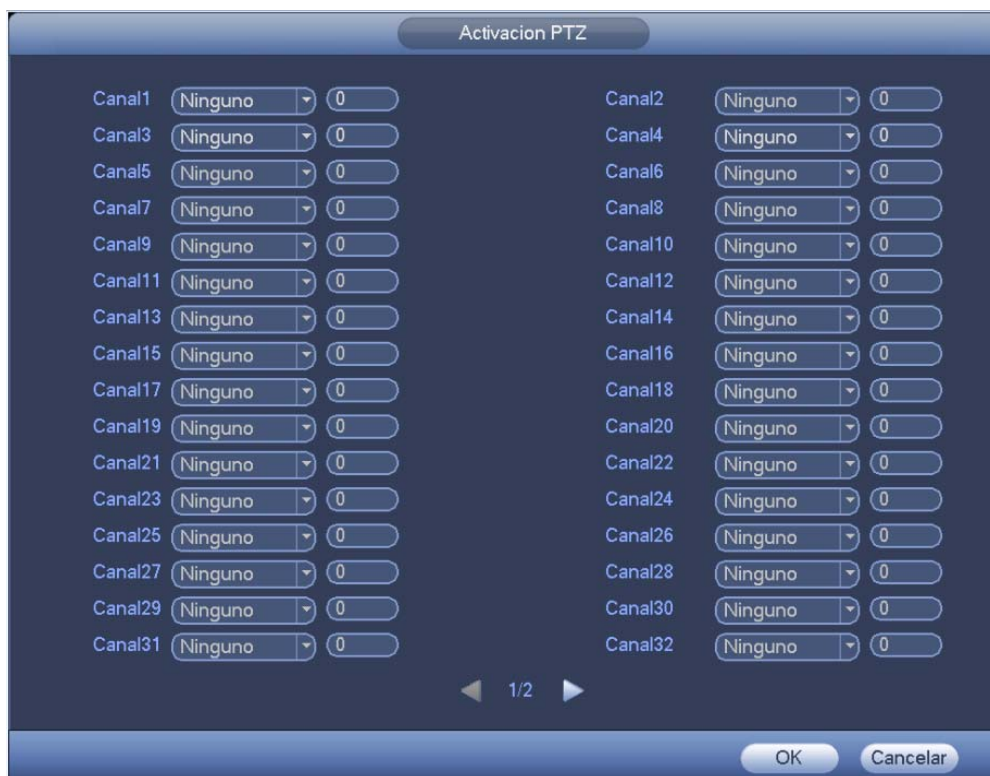 Activacion PTZ
Canal1 Ninguno 0 Canal2 Ninguno 0
Canal3 Ninguno 0 Canal4 Ninguno 0
Canal5 Ninguno 0 Canal6 Ninguno 0
Canal7 Ninguno 0 Canal8 Ninguno 0
Canal9 Ninguno 0 Canal10 Ninguno 0
Canal11 Ninguno 0 Canal12 Ninguno 0
Canal13 Ninguno 0 Canal14 Ninguno 0
Canal15 Ninguno 0 Canal16 Ninguno 0
Canal17 Ninguno 0 Canal18 Ninguno 0
Canal19 Ninguno 0 Canal20 Ninguno 0
Canal21 Ninguno 0 Canal22 Ninguno 0
Canal23 Ninguno 0 Canal24 Ninguno 0
Canal25 Ninguno 0 Canal26 Ninguno 0
Canal27 Ninguno 0 Canal28 Ninguno 0
Canal29 Ninguno 0 Canal30 Ninguno 0
Canal31 Ninguno 0 Canal32 Ninguno 0
1/2
OK Cancelar